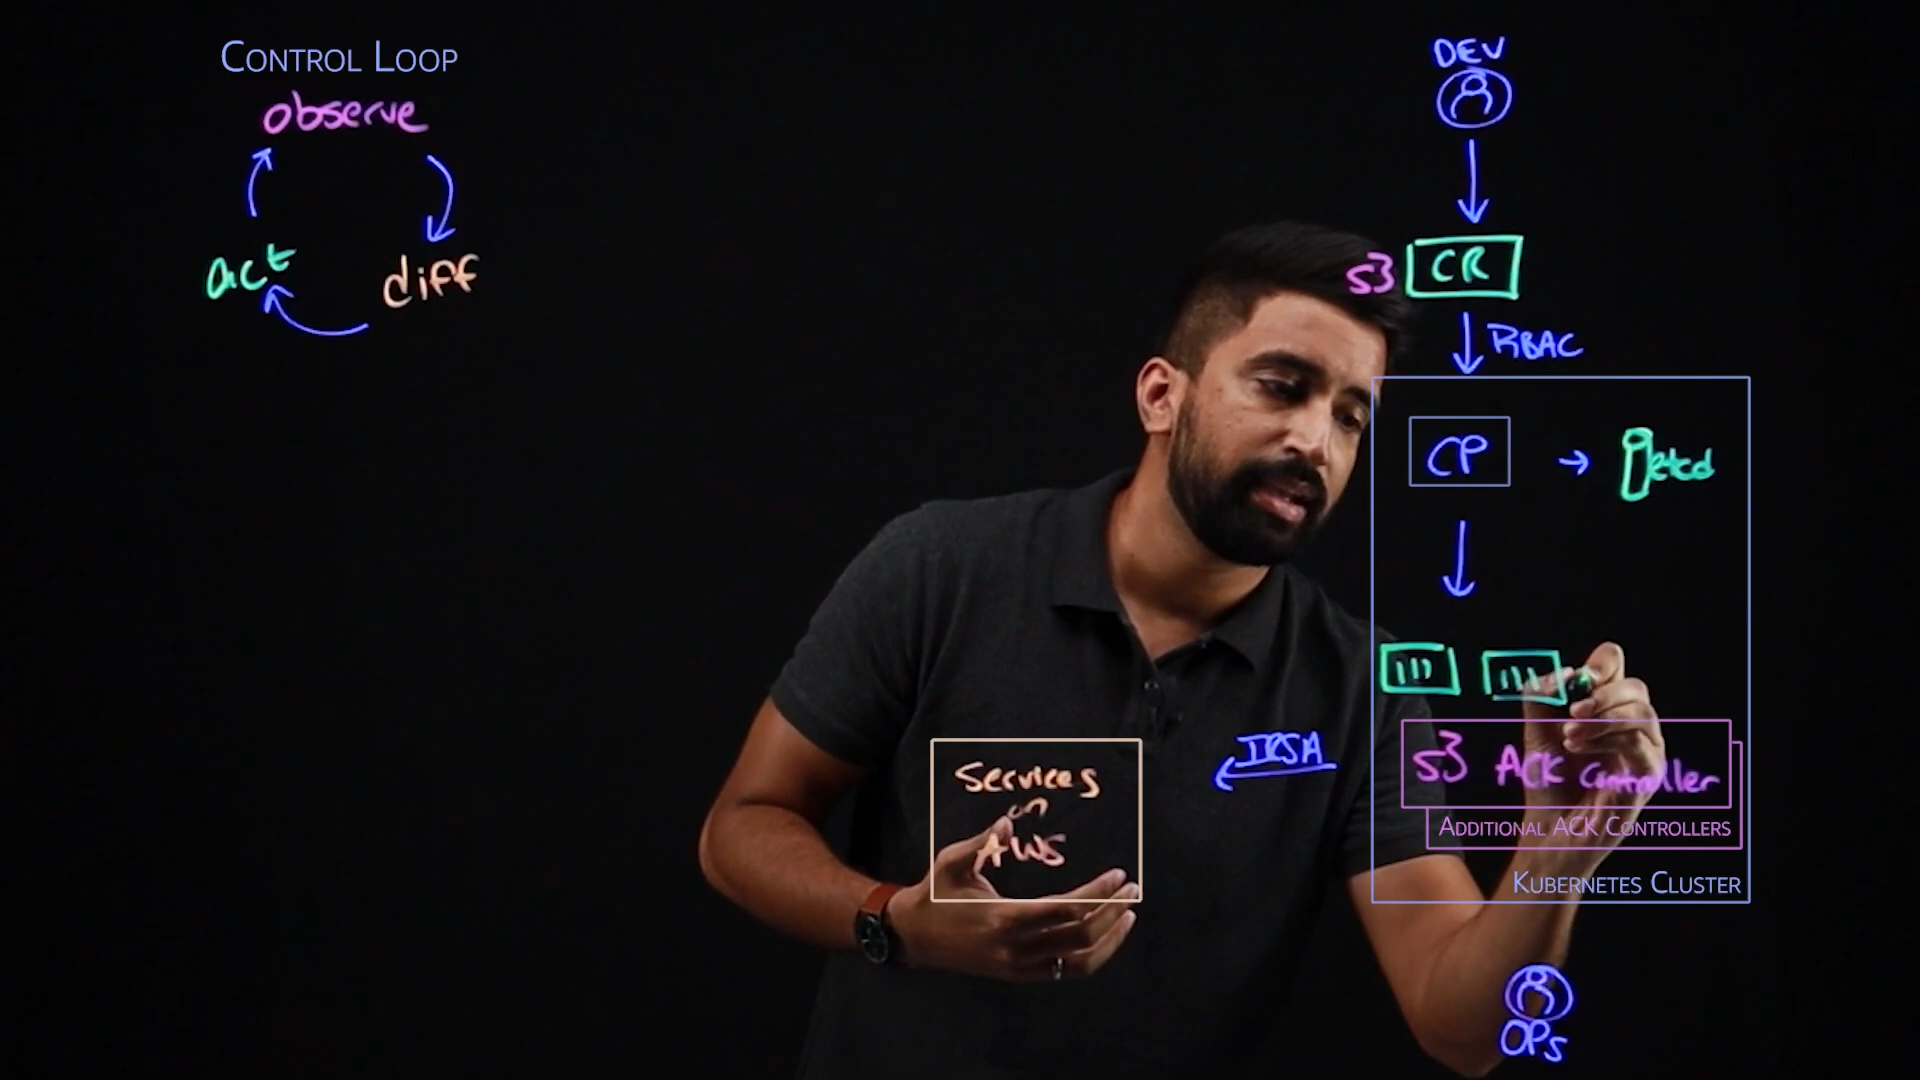 CONTROL LOOP
observe
diff
act
DEV
S3
CR
RBAC
CP
etcd
IRSA
Services
on
AWS
S3 ACK Controller
ADDITIONAL ACK CONTROLLERS
KUBERNETES CLUSTER
OPs